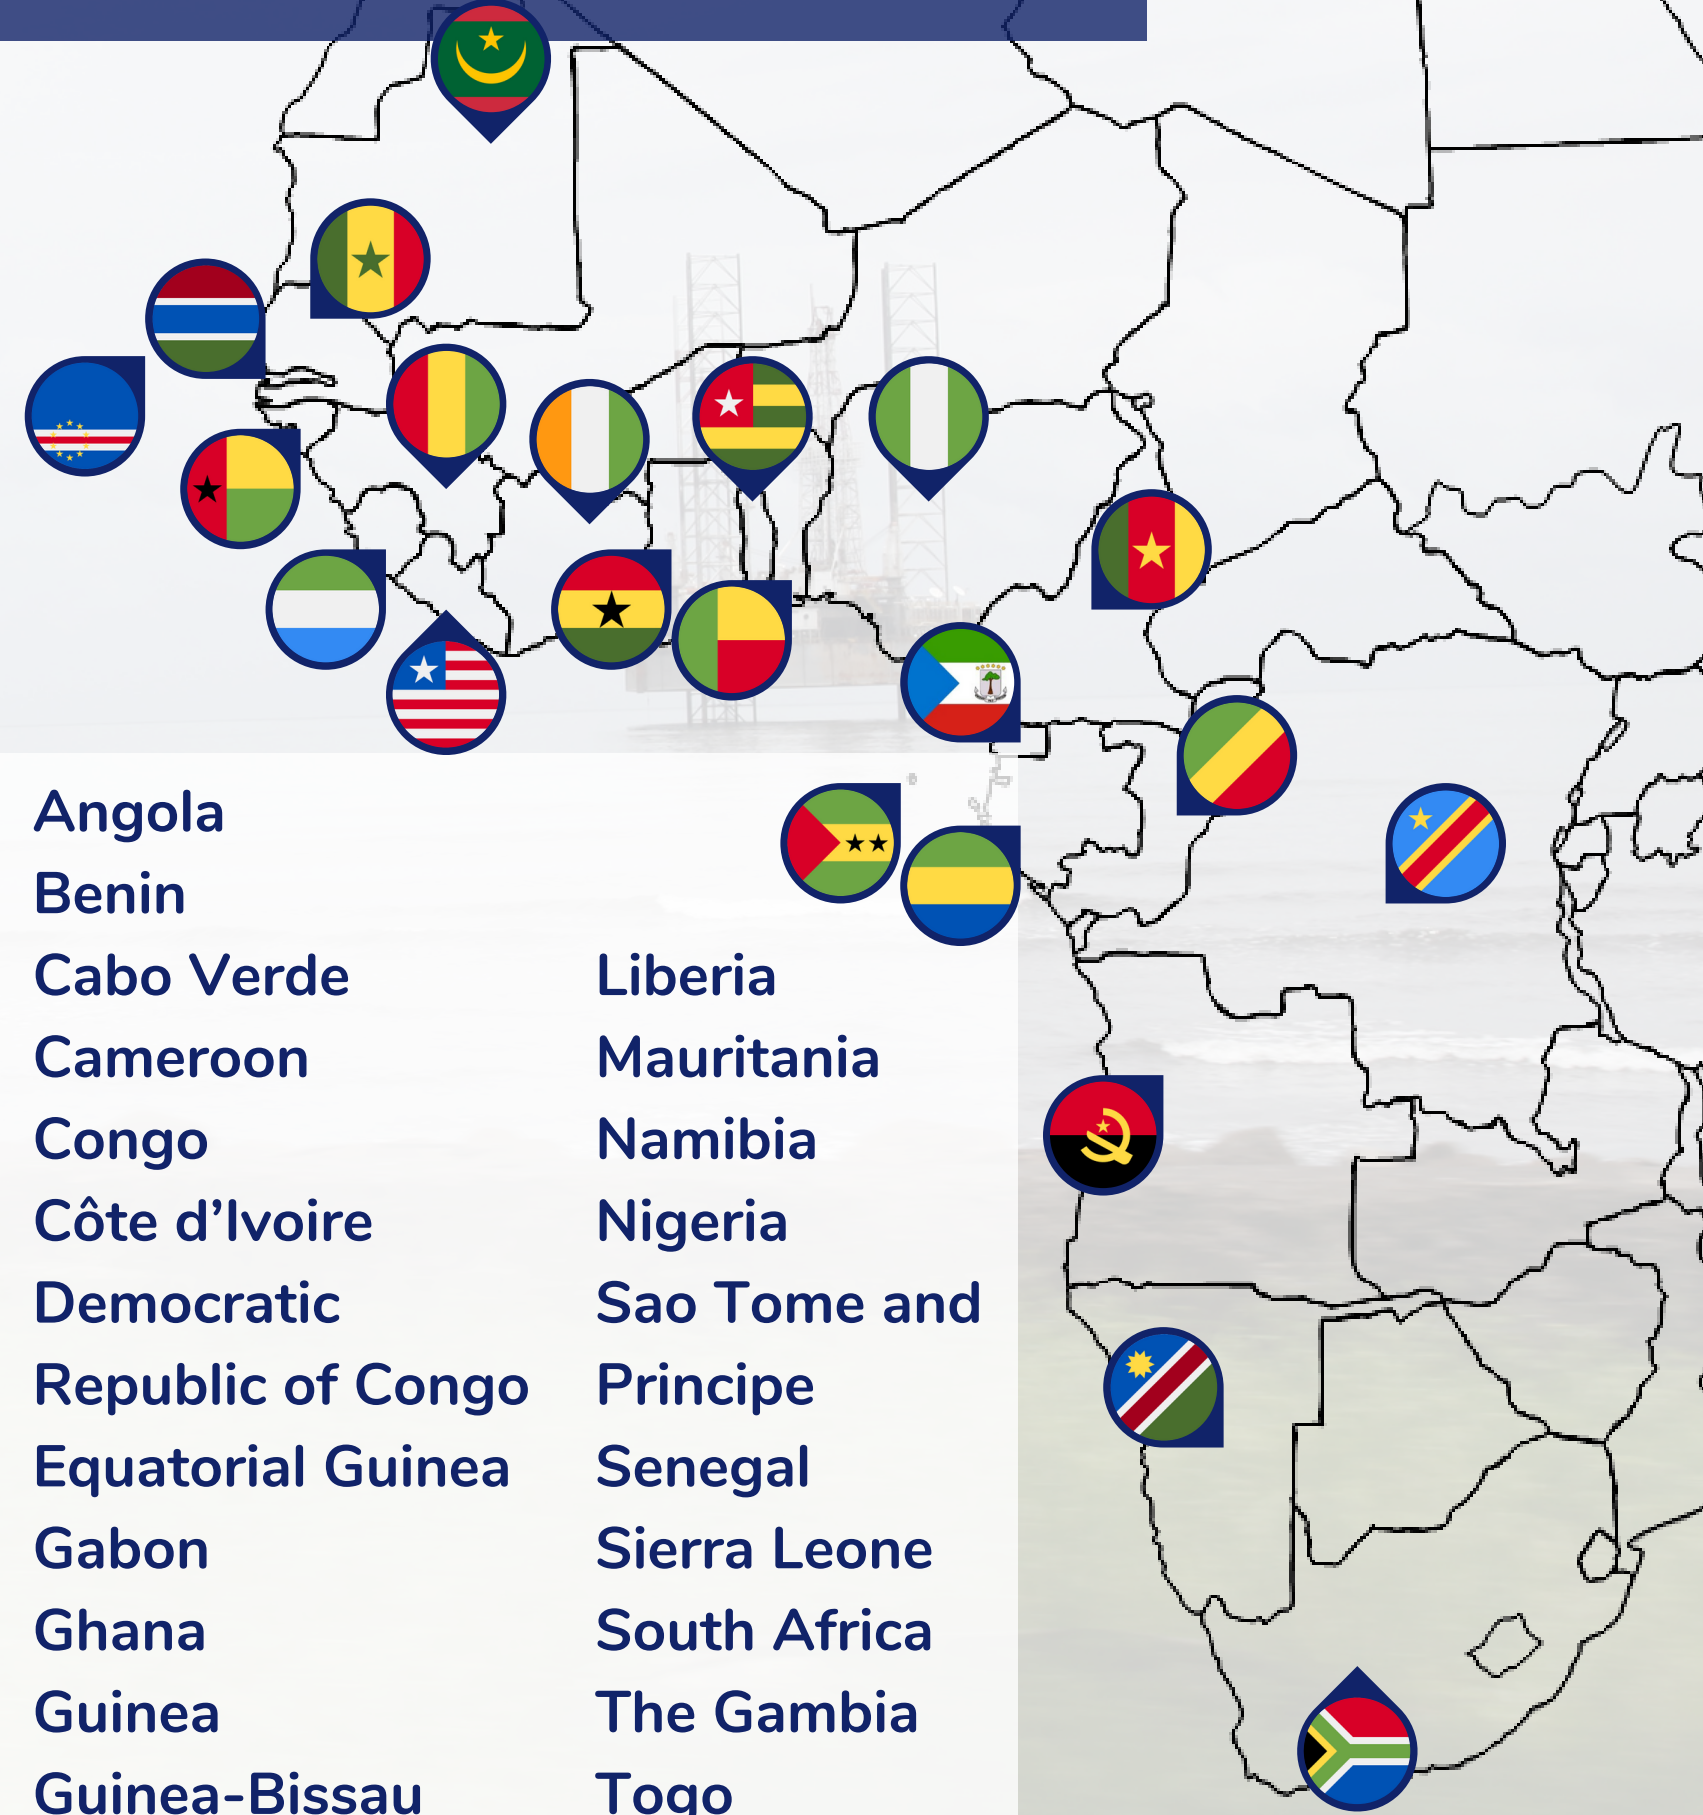 Angola
Benin
Cabo Verde
Cameroon
Congo
Côte d’Ivoire
Democratic
Republic of Congo
Equatorial Guinea
Gabon
Ghana
Guinea
Guinea-Bissau
Liberia
Mauritania
Namibia
Nigeria
Sao Tome and
Principe
Senegal
Sierra Leone
South Africa
The Gambia
Togo